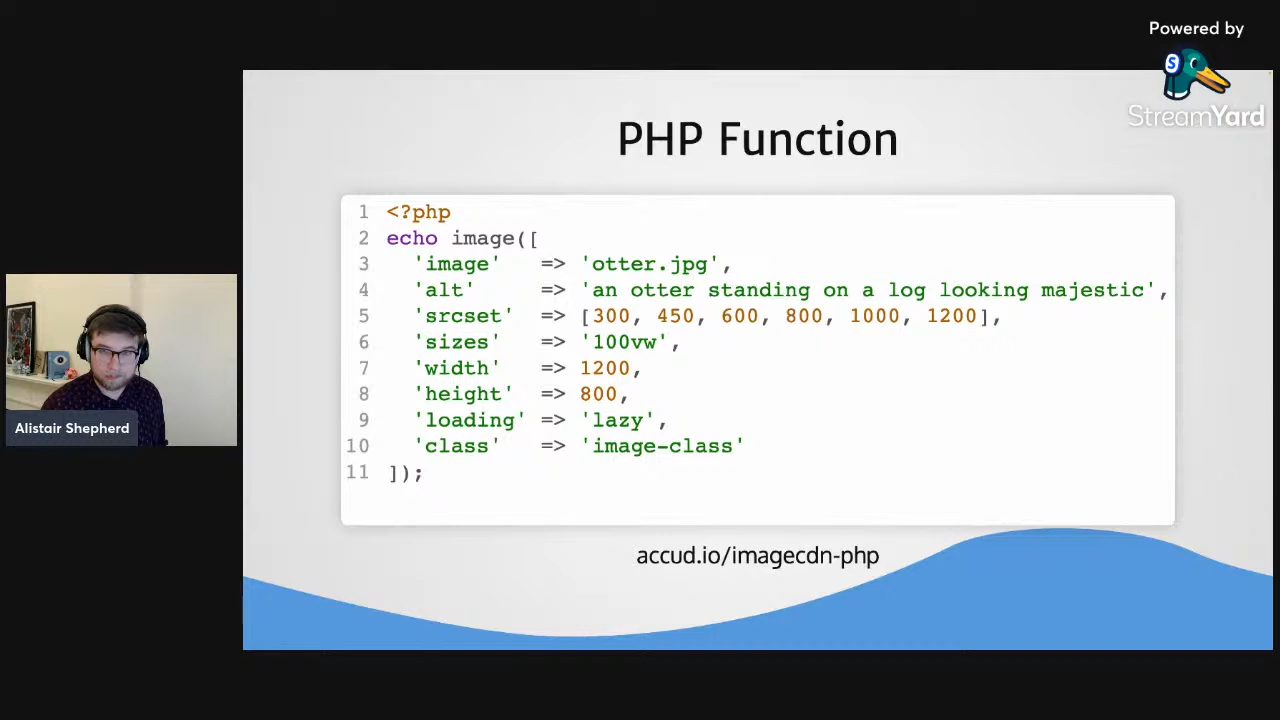 Powered by
StreamYard
PHP Function
1 <?php
2 echo image([
3 'image' => 'otter.jpg',
4 'alt' => 'an otter standing on a log looking majestic',
5 'srcset' => [300, 450, 600, 800, 1000, 1200],
6 'sizes' => '100vw',
7 'width' => 1200,
8 'height' => 800,
9 'loading' => 'lazy',
10 'class' => 'image-class'
11 ]);
accud.io/imagecdn-php
Alistair Shepherd